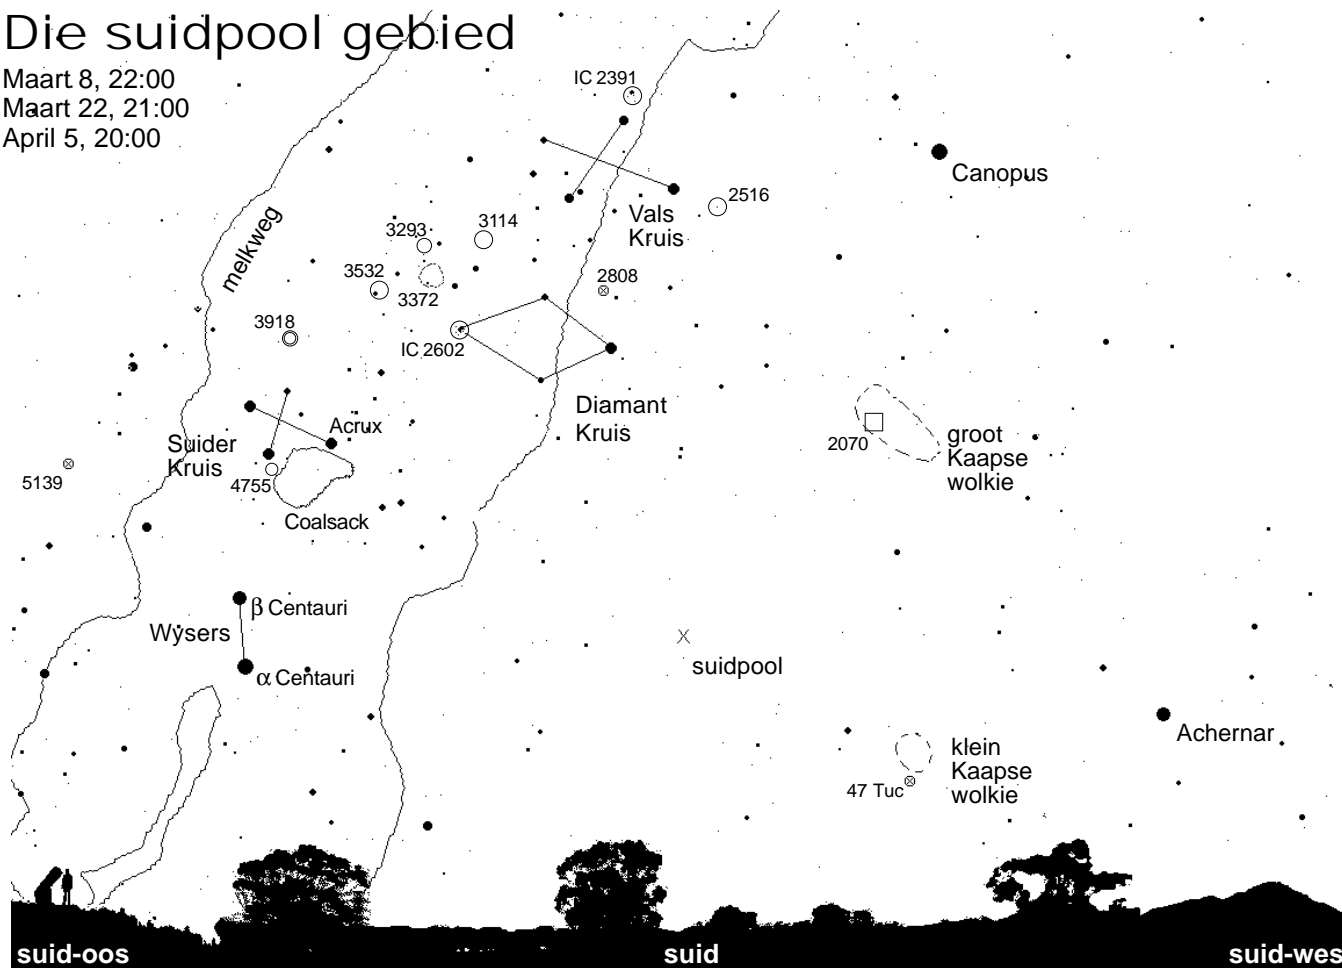 Die suidpool gebied
Maart 8, 22:00
Maart 22, 21:00
April 5, 20:00
IC 2391
Canopus
2516
Vals
Kruis
melkweg
3293
3114
3532
3372
2808
3918
IC 2602
Diamant
Kruis
Acrux
Suider
Kruis
4755
5139
Coalsack
2070
groot
Kaapse
wolkie
β Centauri
Wysers
α Centauri
X
suidpool
Achernar
klein
Kaapse
wolkie
47 Tuc
suid-oos
suid
suid-wes